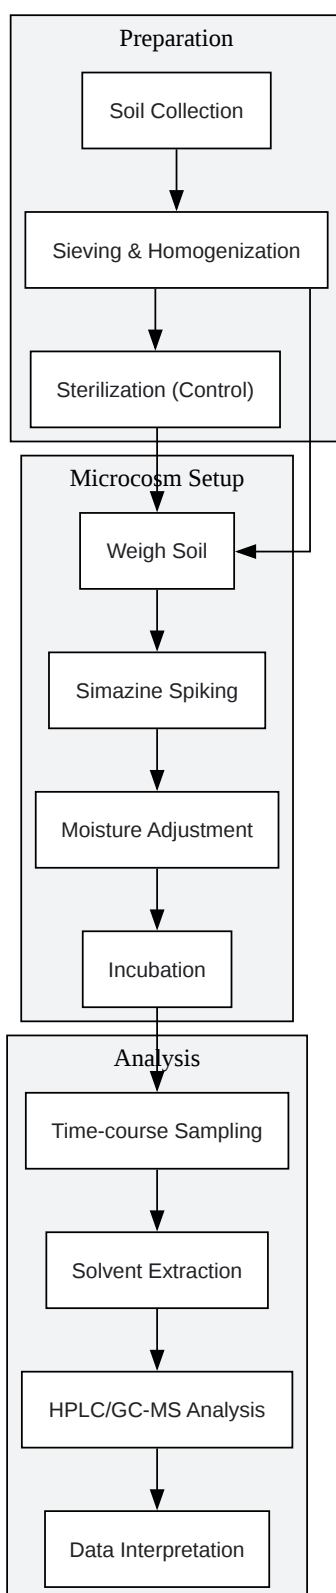 Preparation
Soil Collection
Sieving & Homogenization
Sterilization (Control)
Microcosm Setup
Weigh Soil
Simazine Spiking
Moisture Adjustment
Incubation
Analysis
Time-course Sampling
Solvent Extraction
HPLC/GC-MS Analysis
Data Interpretation